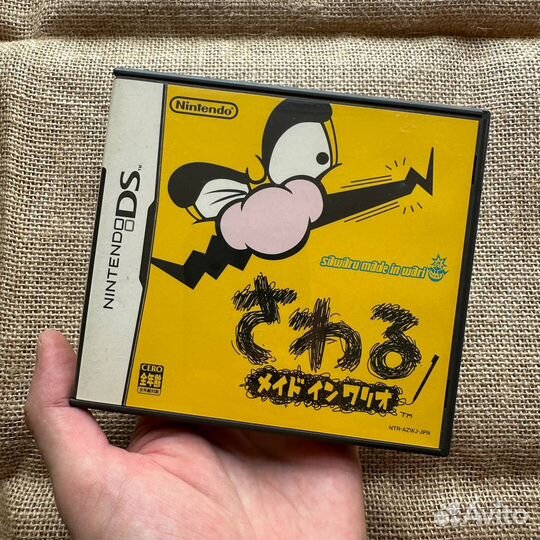 Nintendo
NINTENDO DS™
sawaru made in wario
さわる
メイド イン ワリオ
TM
CERO
全年齢
NTR-AZWJ-JPN
Avito